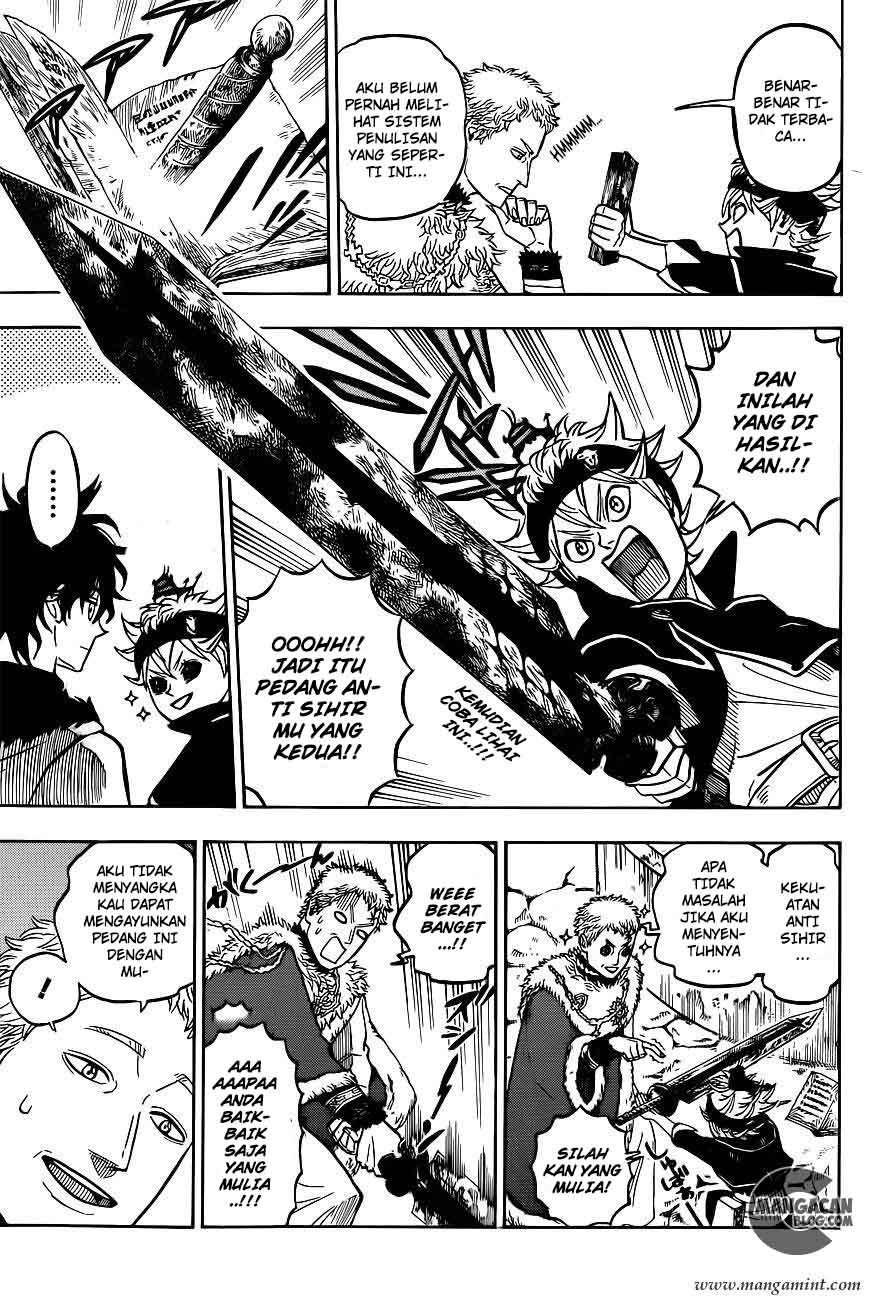 BENAR-
BENAR TI-
DAK TERBA-
CA...
HMMMM...
AKU BELUM
PERNAH MELI-
HAT SISTEM
PENULISAN
YANG SEPER-
TI INI...
DAN
INILAH
YANG DI
HASIL-
KAN..!!
KEMUDIAN
COBA LIHAI
INI..!!!
OOOHH!!
JADI ITU
PEDANG AN-
TI SIHIR
MU YANG
KEDUA!!
......
KEKU-
ATAN
ANTI
SIHIR
...
APA
TIDAK
MASALAH
JIKA AKU
MENYEN-
TUHNYA
...
SILAH
KAN YANG
MULIA!
WEEE
BERAT
BANGET
..!!
AAA
AAAPAA
ANDA
BAIK-
BAIK
SAJA
YANG
MULIA
..!!!
AKU TIDAK
MENYANGKA
KAU DAPAT
MENGAYUNKAN
PEDANG INI
DENGAN
MU-
!
MANGACAN
BLOG.COM
www.mangamint.com